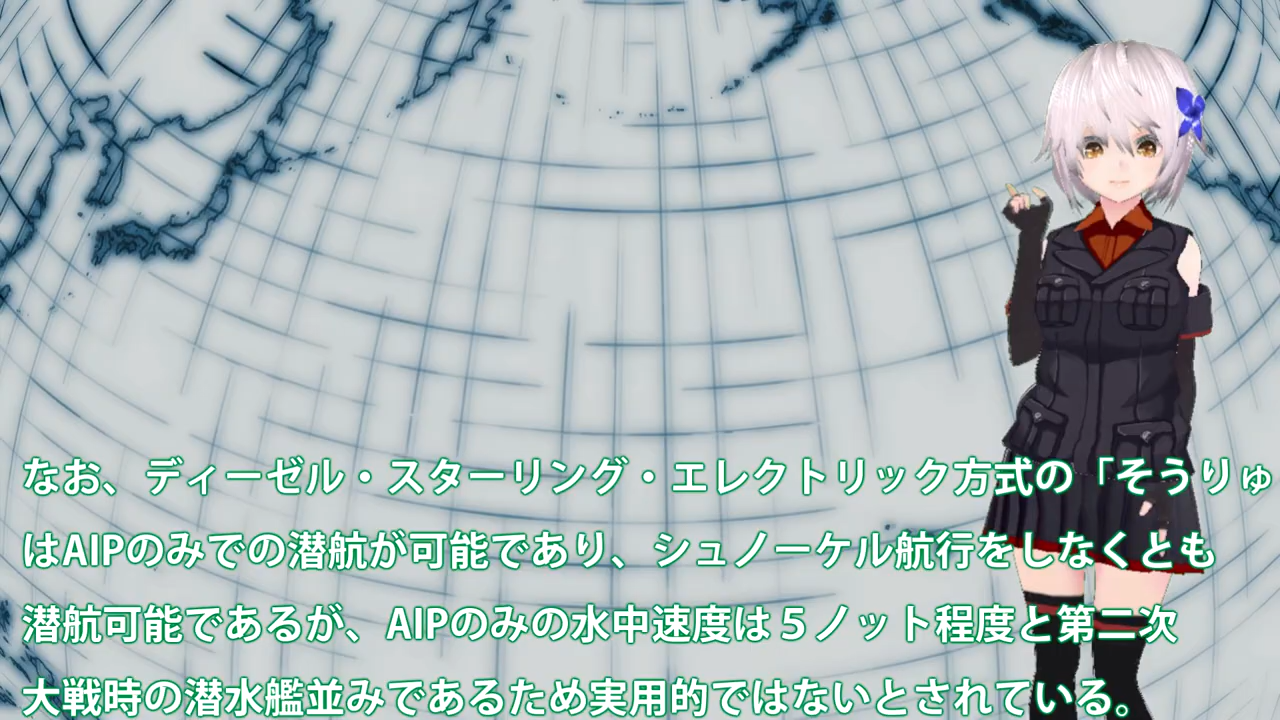 なお、ディーゼル・スターリング・エレクトリック方式の「そうりゅ
はAIPのみでの潜航が可能であり、シュノーケル航行をしなくとも
潜航可能であるが、AIPのみの水中速度は５ノット程度と第二次
大戦時の潜水艦並みであるため実用的ではないとされている。